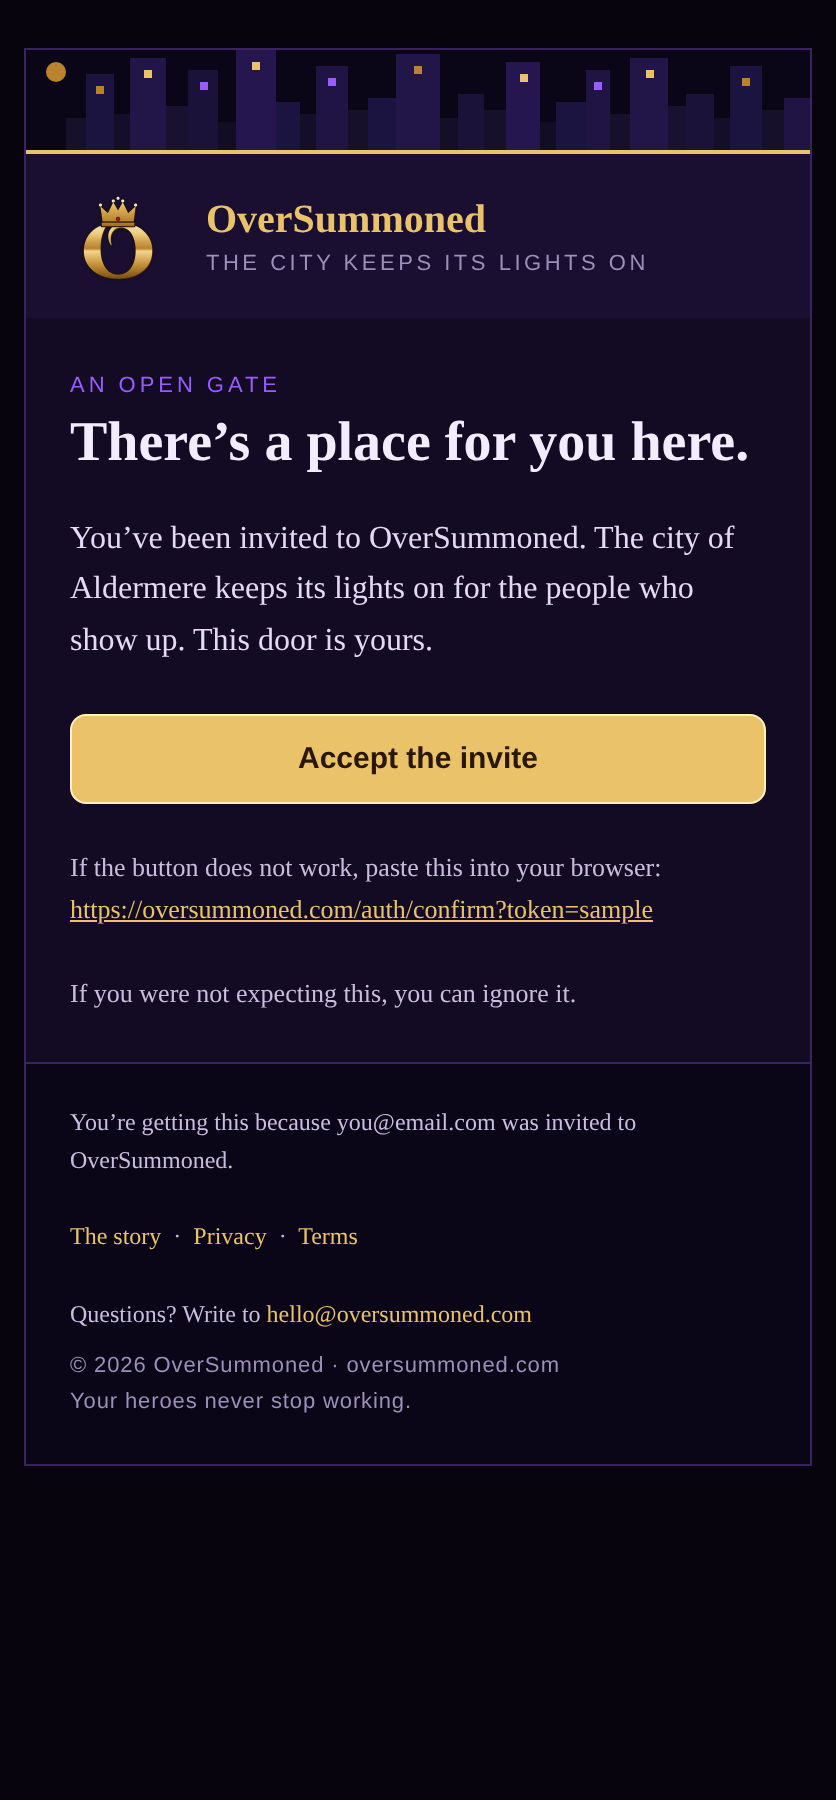 OverSummoned
THE CITY KEEPS ITS LIGHTS ON
AN OPEN GATE
There’s a place for you here.
You’ve been invited to OverSummoned. The city of
Aldermere keeps its lights on for the people who
show up. This door is yours.
Accept the invite
If the button does not work, paste this into your browser:
https://oversummoned.com/auth/confirm?token=sample
If you were not expecting this, you can ignore it.
You’re getting this because you@email.com was invited to
OverSummoned.
The story · Privacy · Terms
Questions? Write to hello@oversummoned.com
© 2026 OverSummoned · oversummoned.com
Your heroes never stop working.